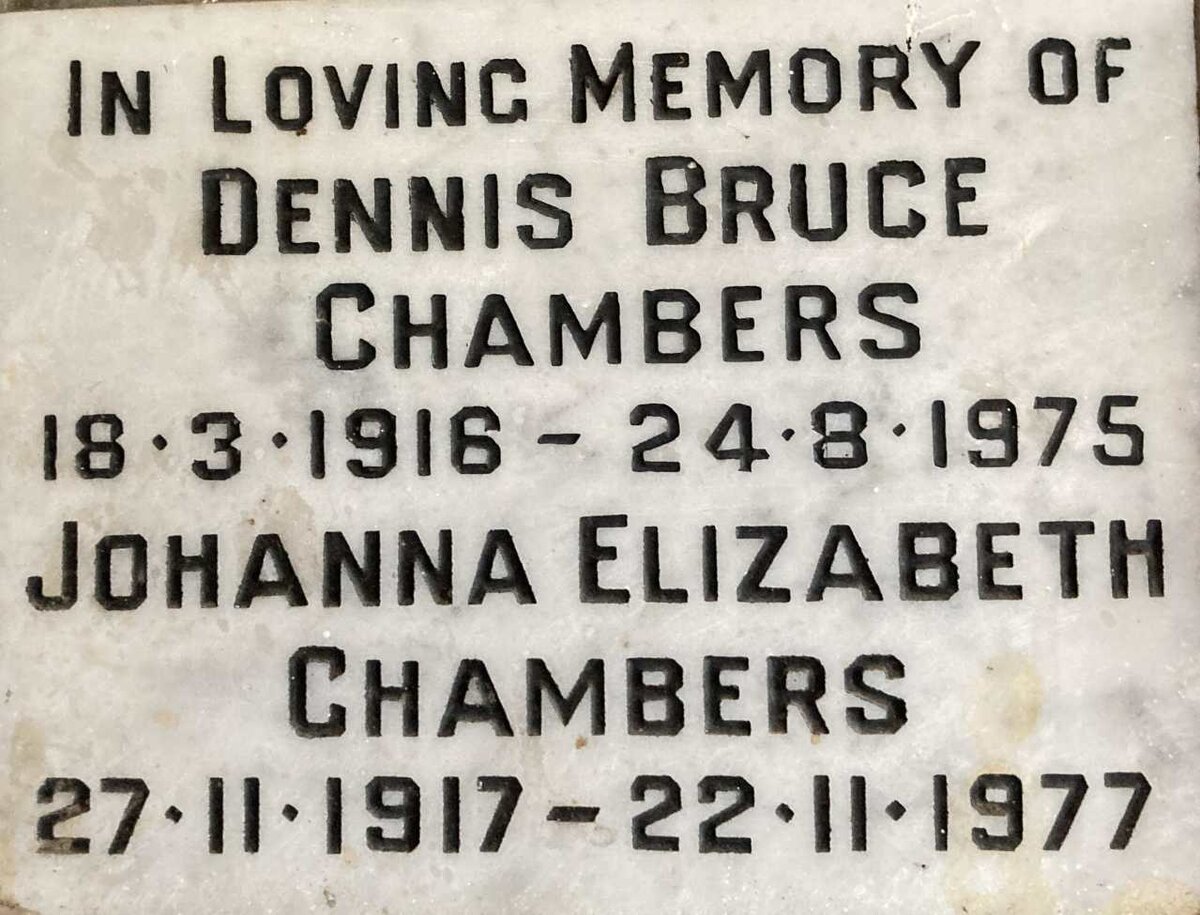 IN LOVING MEMORY OF
DENNIS BRUCE
CHAMBERS
18·3·1916 – 24·8·1975
JOHANNA ELIZABETH
CHAMBERS
27·11·1917 – 22·11·1977